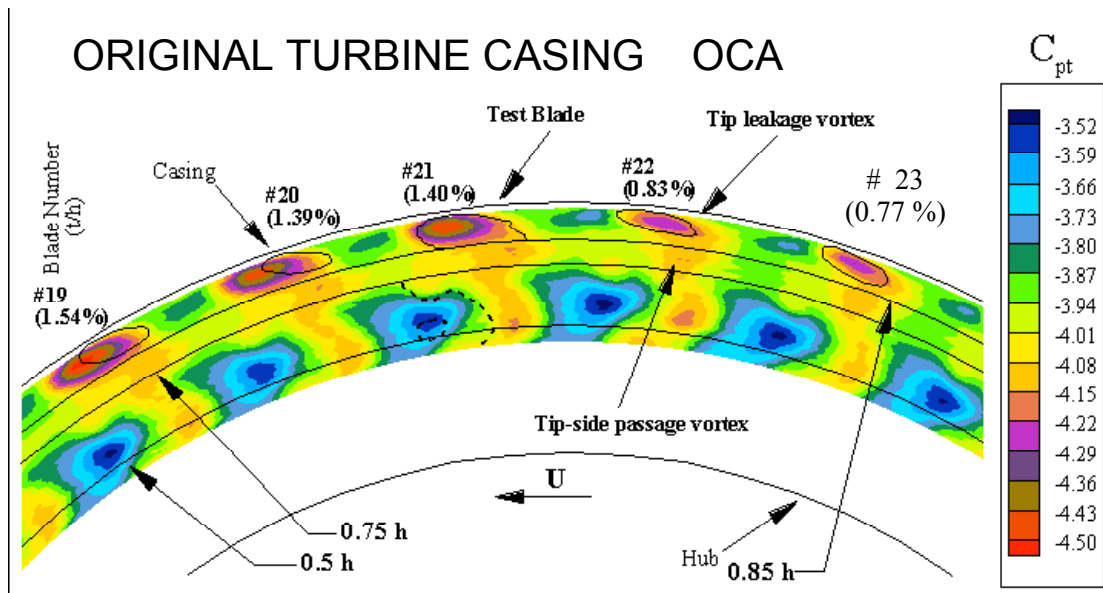 ORIGINAL TURBINE CASING OCA
C_pt
Test Blade
Tip leakage vortex
Casing
Blade Number
(t/h)
#19
(1.54%)
#20
(1.39%)
#21
(1.40%)
#22
(0.83%)
# 23
(0.77 %)
-3.52
-3.59
-3.66
-3.73
-3.80
-3.87
-3.94
-4.01
-4.08
-4.15
-4.22
-4.29
-4.36
-4.43
-4.50
Tip-side passage vortex
U
0.75 h
0.5 h
Hub
0.85 h